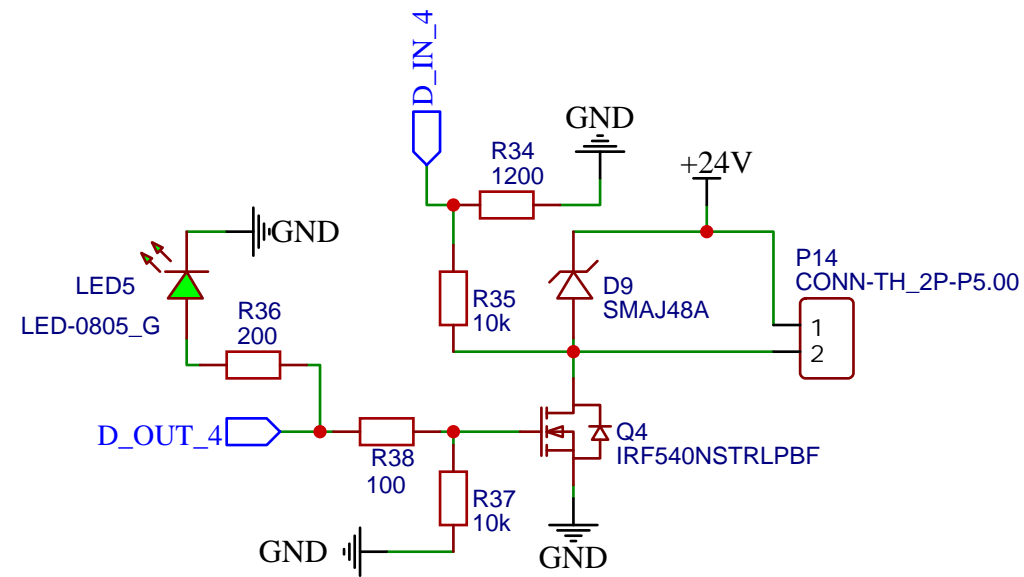 D_IN_4
GND
R34
1200
+24V
GND
P14
CONN-TH_2P-P5.00
LED5
LED-0805_G
R36
200
R35
10k
D9
SMAJ48A
1
2
D_OUT_4
R38
100
Q4
IRF540NSTRLPBF
R37
10k
GND
GND